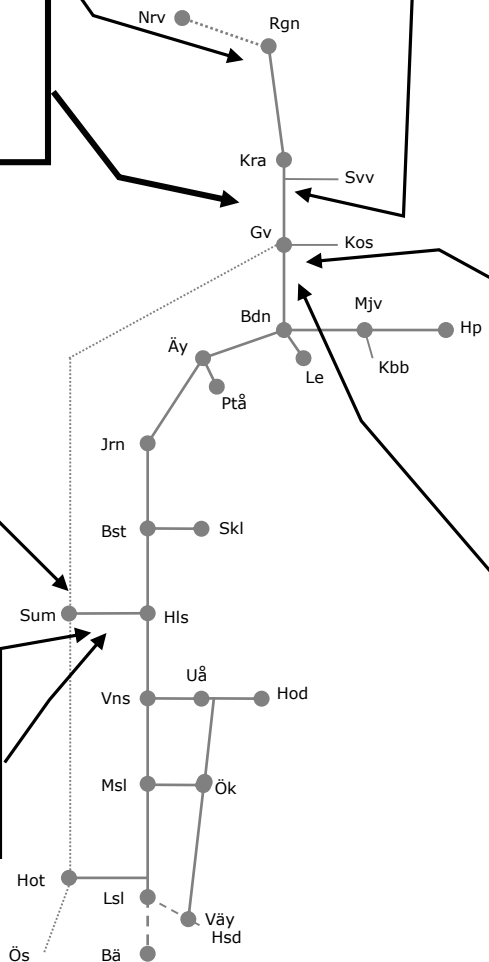 Nrv
Rgn
Kra
Svv
Gv
Kos
Bdn
Mjv
Hp
Äy
Le
Kbb
Ptå
Jrn
Bst
Skl
Sum
Hls
Uå
Vns
Hod
Msl
Ök
Hot
Lsl
Väy
Hsd
Ös
Bä